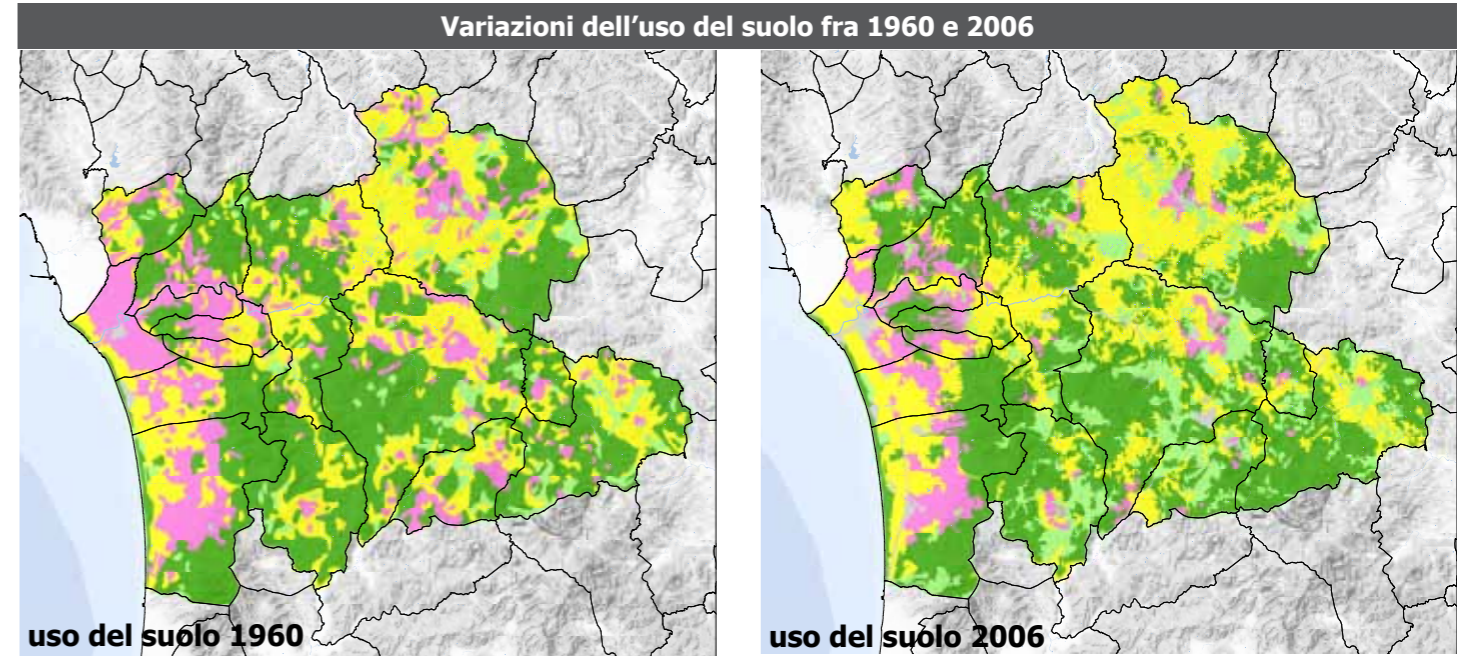 Variazioni dell'uso del suolo fra 1960 e 2006
uso del suolo 1960
uso del suolo 2006